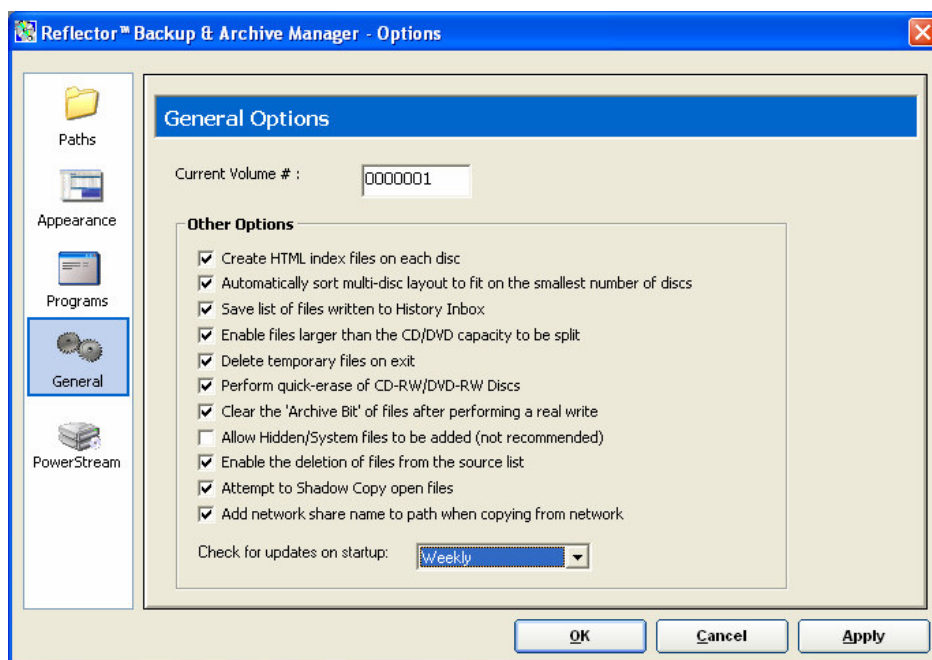 Reflector™ Backup & Archive Manager - Options
Paths
Appearance
Programs
General
PowerStream
General Options
Current Volume # :
0000001
Other Options
Create HTML index files on each disc
Automatically sort multi-disc layout to fit on the smallest number of discs
Save list of files written to History Inbox
Enable files larger than the CD/DVD capacity to be split
Delete temporary files on exit
Perform quick-erase of CD-RW/DVD-RW Discs
Clear the 'Archive Bit' of files after performing a real write
Allow Hidden/System files to be added (not recommended)
Enable the deletion of files from the source list
Attempt to Shadow Copy open files
Add network share name to path when copying from network
Check for updates on startup: Weekly
OK Cancel Apply